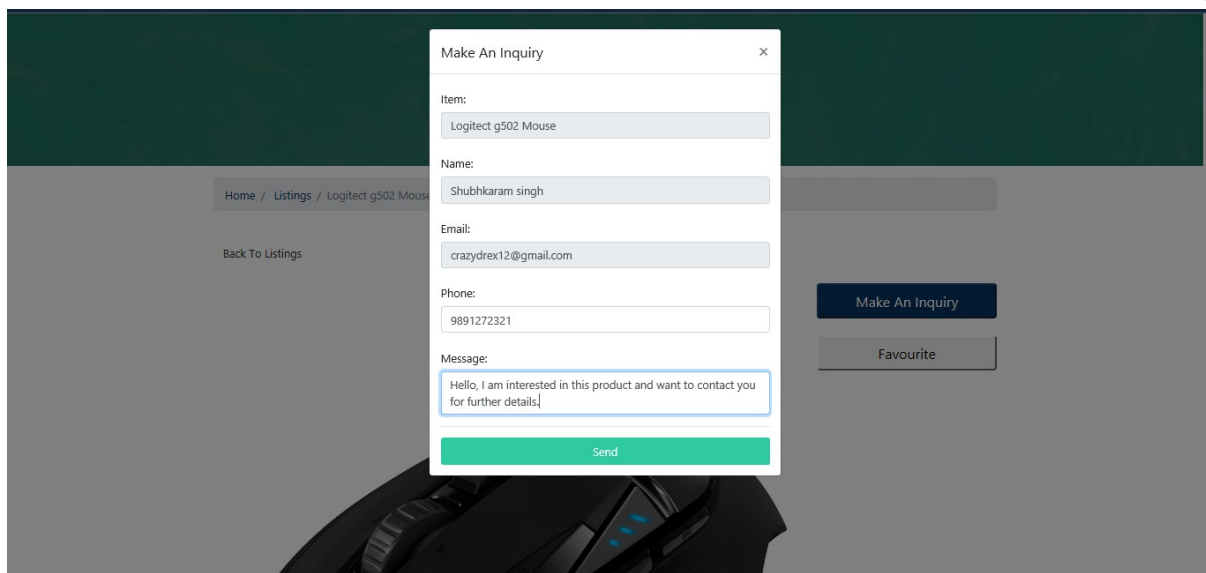 Make An Inquiry
×
Item:
Logitect g502 Mouse
Name:
Shubhkaram singh
Home / Listings / Logitect g502 Mouse
Email:
Back To Listings
crazydrex12@gmail.com
Phone:
Make An Inquiry
9891272321
Favourite
Message:
Hello, I am interested in this product and want to contact you
for further details.
Send